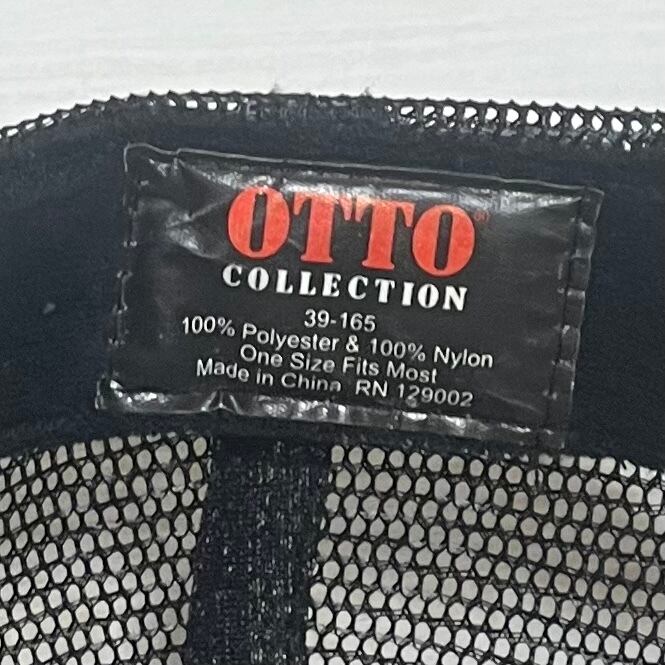 OTTO®
COLLECTION
39-165
100% Polyester & 100% Nylon
One Size Fits Most
Made in China RN 129002